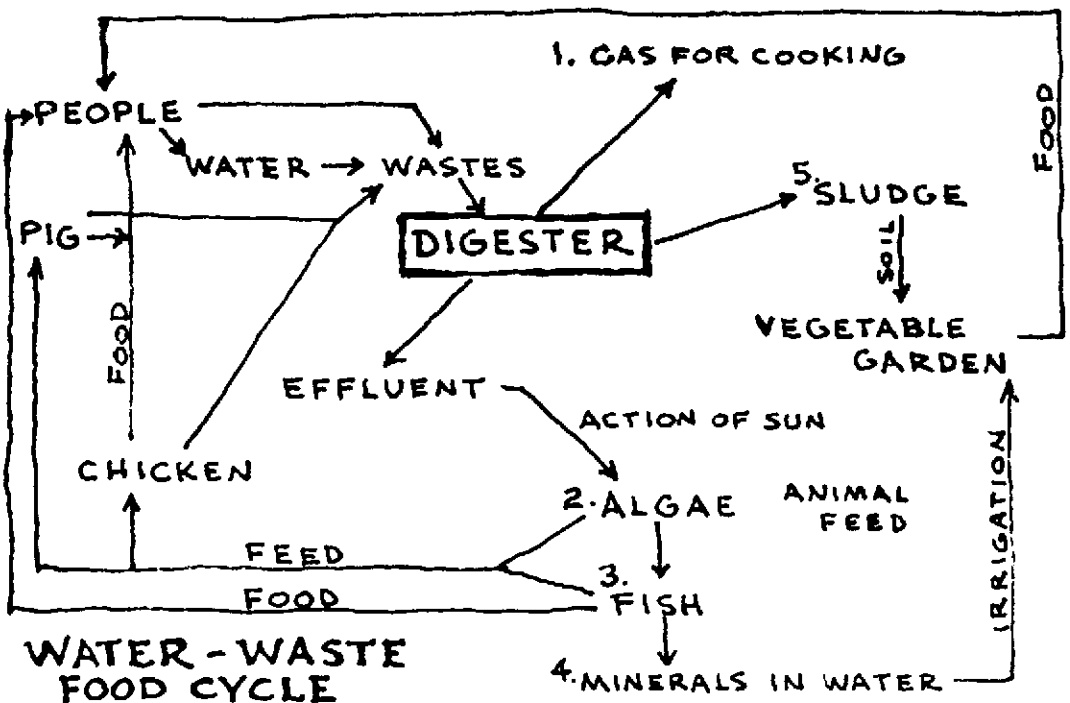 1. GAS FOR COOKING
PEOPLE
WATER
WASTES
FOOD
5. SLUDGE
PIG
DIGESTER
SOIL
FOOD
VEGETABLE
GARDEN
EFFLUENT
ACTION OF SUN
CHICKEN
2. ALGAE
ANIMAL
FEED
IRRIGATION
FEED
3. FISH
FOOD
WATER-WASTE
FOOD CYCLE
4. MINERALS IN WATER